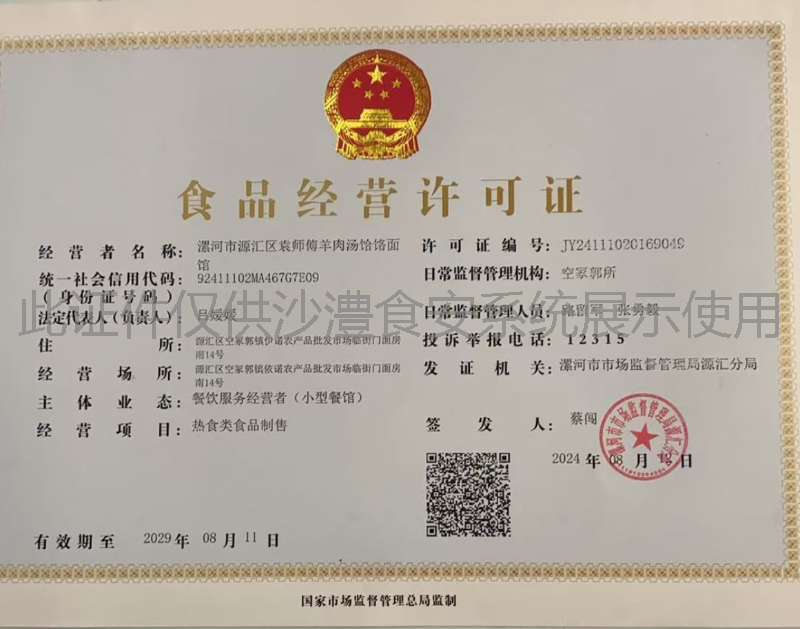 食品经营许可证
经营者名称： 漯河市源汇区袁师傅羊肉汤饸饹面馆
统一社会信用代码： 92411102MA467G7E09
（身份证号码）
法定代表人（负责人）： 吕媛媛
住所： 源汇区空冢郭镇伊诺农产品批发市场临街门面房南14号
经营场所： 源汇区空冢郭镇依诺农产品批发市场临街门面房南14号
主体业态： 餐饮服务经营者（小型餐馆）
经营项目： 热食类食品制售
有效期至 2029年08月11日
许可证编号： JY24111020169049
日常监督管理机构： 空冢郭所
日常监督管理人员： 张勇毅
投诉举报电话： 12315
发证机关： 漯河市市场监督管理局源汇分局
签发人： 蔡闯
2024年08月12日
此证件仅供沙澧食安系统展示使用
国家市场监督管理总局监制